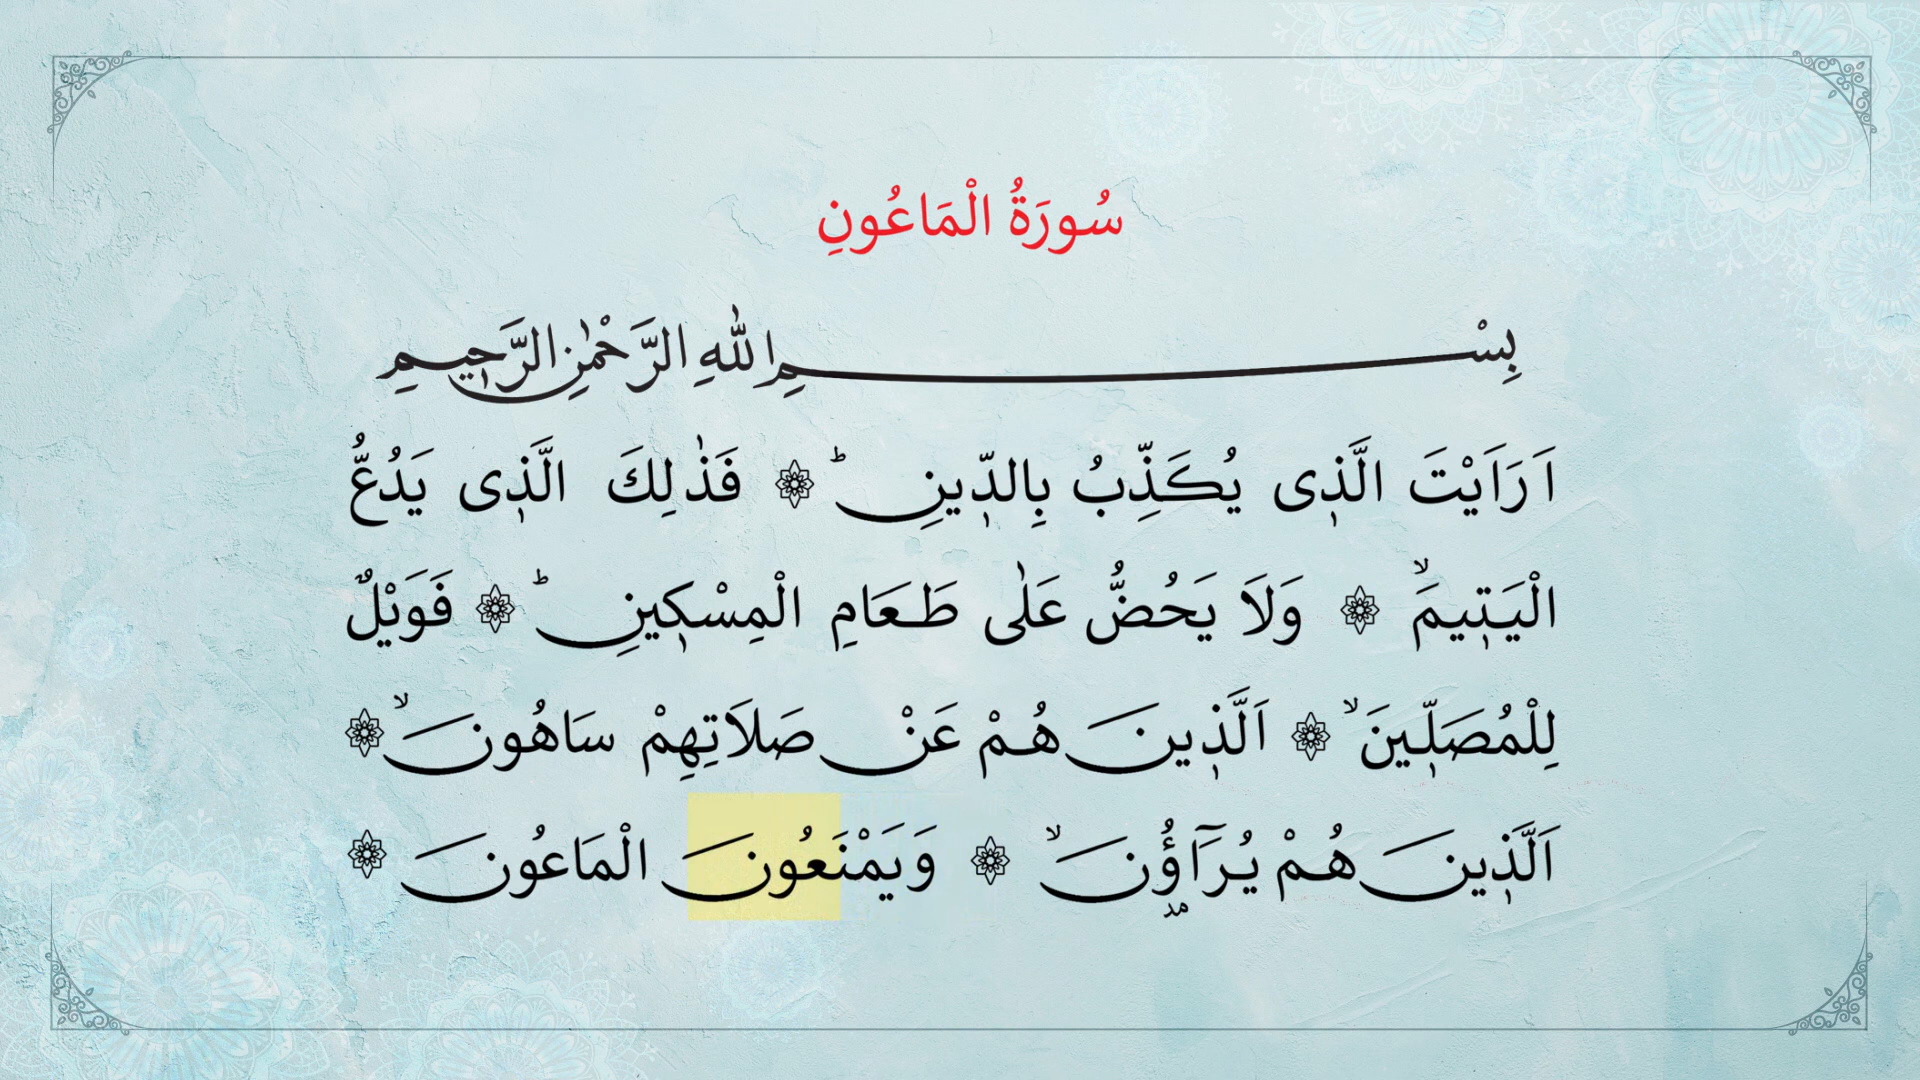 سُورَةُ الْمَاعُونِ
بِسْمِ اللّٰهِ الرَّحْمٰنِ الرَّحٖيمِ
اَرَاَيْتَ الَّذٖى يُكَذِّبُ بِالدّٖينِؕ ۞ فَذٰلِكَ الَّذٖى يَدُعُّ
الْيَتٖيمَۙ ۞ وَلَا يَحُضُّ عَلٰى طَعَامِ الْمِسْكٖينِؕ ۞ فَوَيْلٌ
لِلْمُصَلّٖينَۙ ۞ اَلَّذٖينَ هُمْ عَنْ صَلَاتِهِمْ سَاهُونَۙ ۞
اَلَّذٖينَ هُمْ يُرَٓاؤُ۫نَۙ ۞ وَيَمْنَعُونَ الْمَاعُونَ ۞